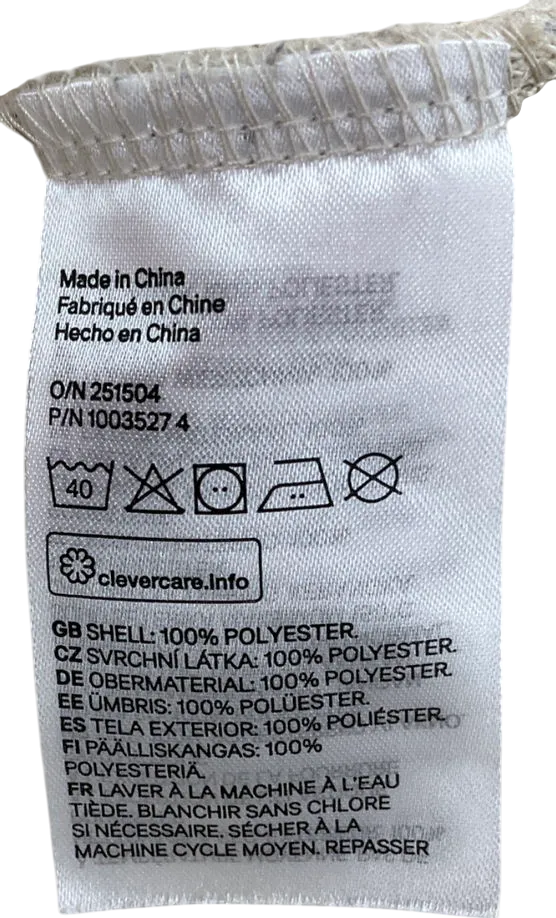 Made in China
Fabriqué en Chine
Hecho en China
O/N 251504
P/N 1003527 4
40
clevercare.info
GB SHELL: 100% POLYESTER.
CZ SVRCHNÍ LÁTKA: 100% POLYESTER.
DE OBERMATERIAL: 100% POLYESTER.
EE ÜMBRIS: 100% POLÜESTER.
ES TELA EXTERIOR: 100% POLIÉSTER.
FI PÄÄLLISKANGAS: 100%
POLYESTERIÄ.
FR LAVER À LA MACHINE À L'EAU
TIÈDE. BLANCHIR SANS CHLORE
SI NÉCESSAIRE. SÉCHER À LA
MACHINE CYCLE MOYEN. REPASSER